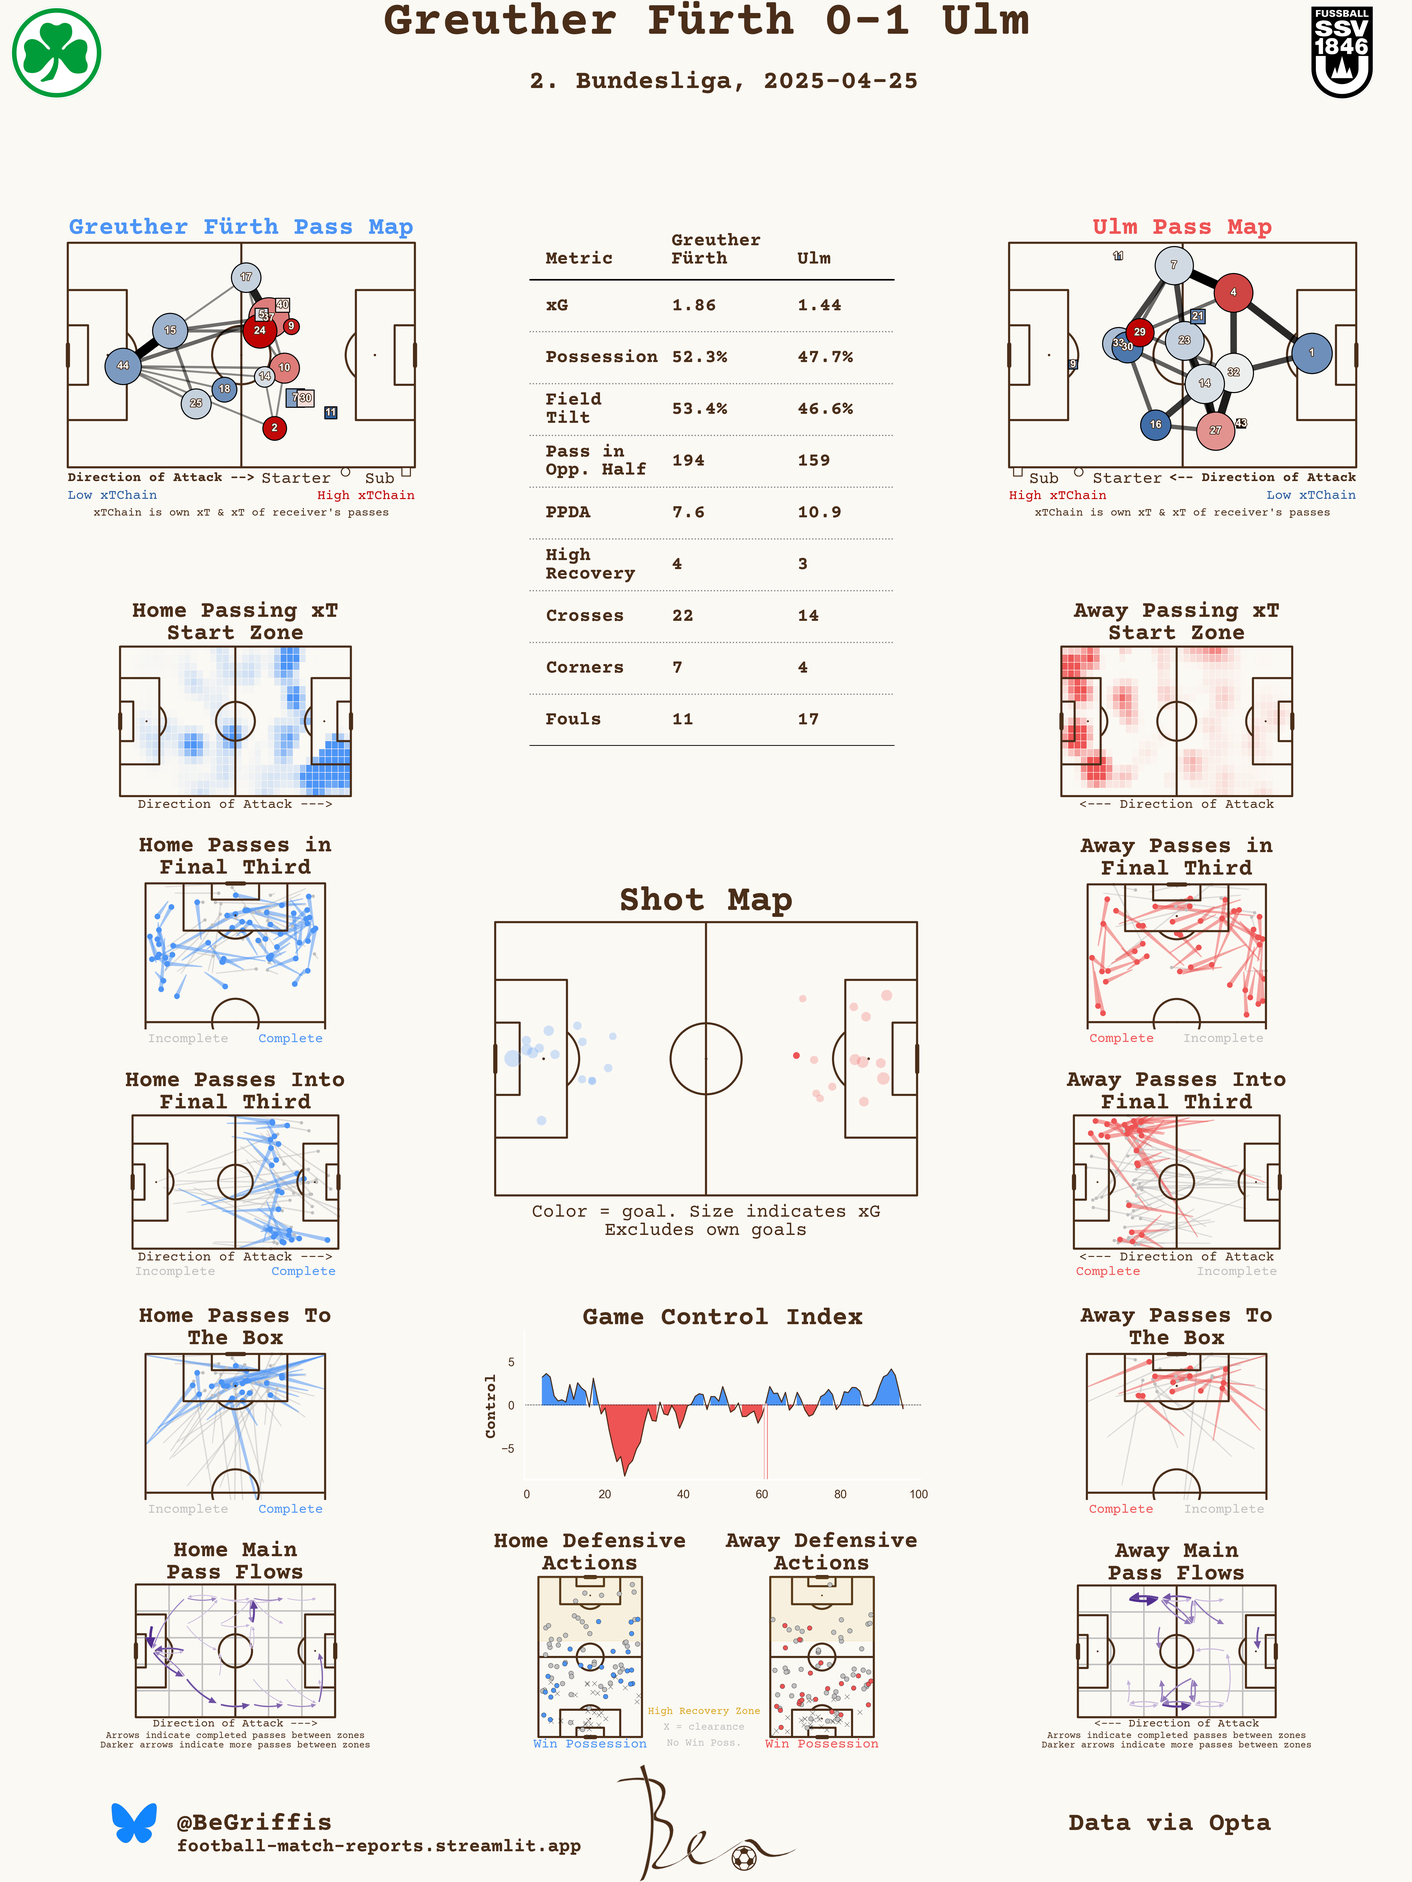 Greuther Fürth 0-1 Ulm
2. Bundesliga, 2025-04-25
FUSSBALL
SSV
1846
Greuther Fürth Pass Map
17
40
9
24
15
44
10
14
18
25
30
11
2
Direction of Attack --> Starter Sub
Low xTChain High xTChain
xTChain is own xT & xT of receiver's passes
Metric Greuther Fürth Ulm
xG 1.86 1.44
Possession 52.3% 47.7%
Field Tilt 53.4% 46.6%
Pass in Opp. Half 194 159
PPDA 7.6 10.9
High Recovery 4 3
Crosses 22 14
Corners 7 4
Fouls 11 17
Ulm Pass Map
11
7
4
21
29
33
30
23
1
9
32
14
16
27
43
Sub Starter <-- Direction of Attack
High xTChain Low xTChain
xTChain is own xT & xT of receiver's passes
Home Passing xT
Start Zone
Direction of Attack --->
Away Passing xT
Start Zone
<--- Direction of Attack
Home Passes in
Final Third
Incomplete Complete
Away Passes in
Final Third
Complete Incomplete
Shot Map
Color = goal. Size indicates xG
Excludes own goals
Home Passes Into
Final Third
Direction of Attack --->
Incomplete Complete
Away Passes Into
Final Third
<--- Direction of Attack
Complete Incomplete
Home Passes To
The Box
Incomplete Complete
Game Control Index
Control
5
0
−5
0 20 40 60 80 100
Away Passes To
The Box
Complete Incomplete
Home Main
Pass Flows
Direction of Attack --->
Arrows indicate completed passes between zones
Darker arrows indicate more passes between zones
Home Defensive
Actions
Win Possession
High Recovery Zone
X = clearance
No Win Poss.
Away Defensive
Actions
Win Possession
Away Main
Pass Flows
<--- Direction of Attack
Arrows indicate completed passes between zones
Darker arrows indicate more passes between zones
@BeGriffis
football-match-reports.streamlit.app
Ben
Data via Opta